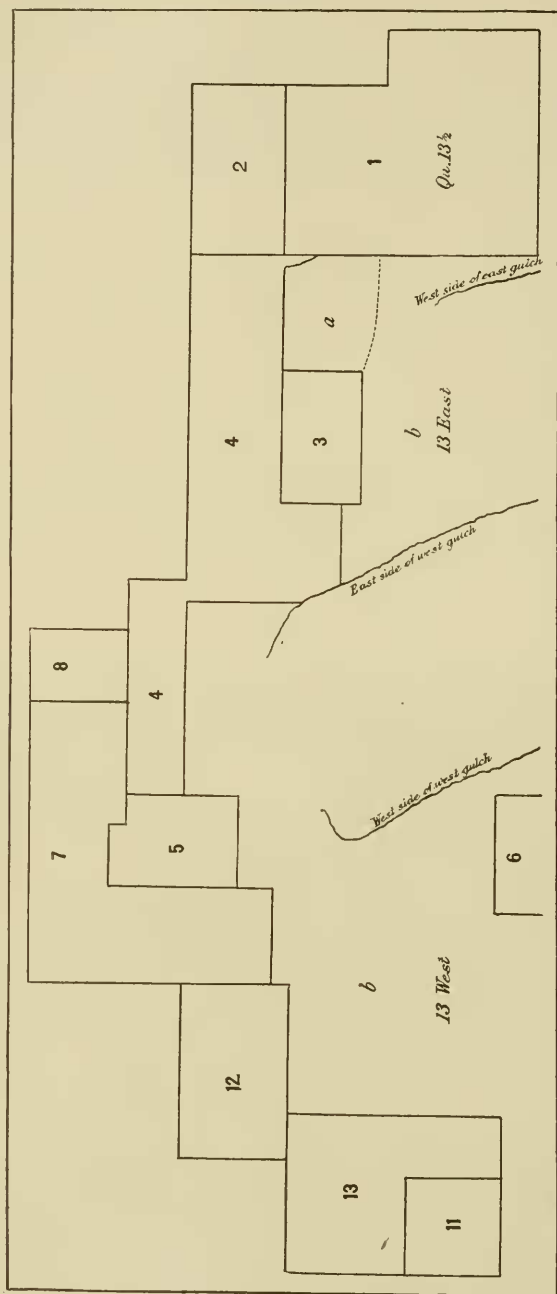 2
1
Qu. 13½
West side of east gulch
a
4
3
b
13 East
East side of west gulch
8
4
7
5
West side of west gulch
6
b
13 West
12
13
11